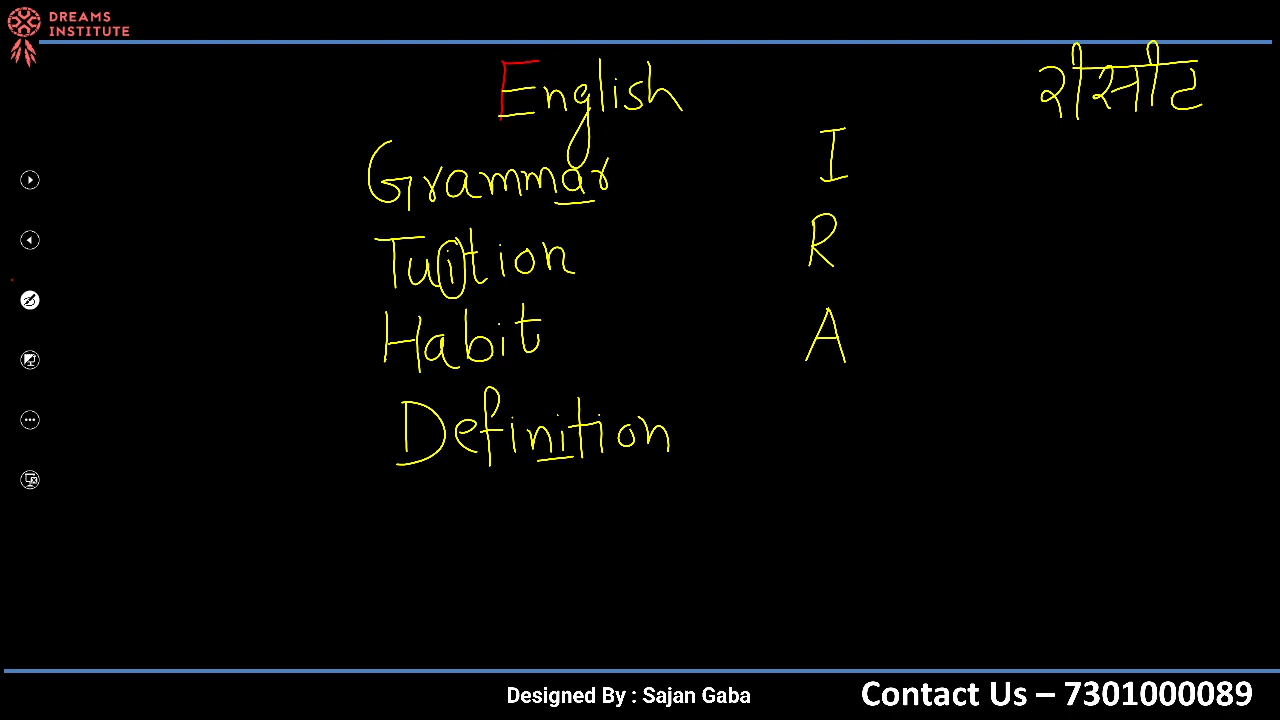 DREAMS
INSTITUTE
English
रीसीट
Grammar
I
Tuition
R
Habit
A
Definition
Designed By : Sajan Gaba
Contact Us – 7301000089